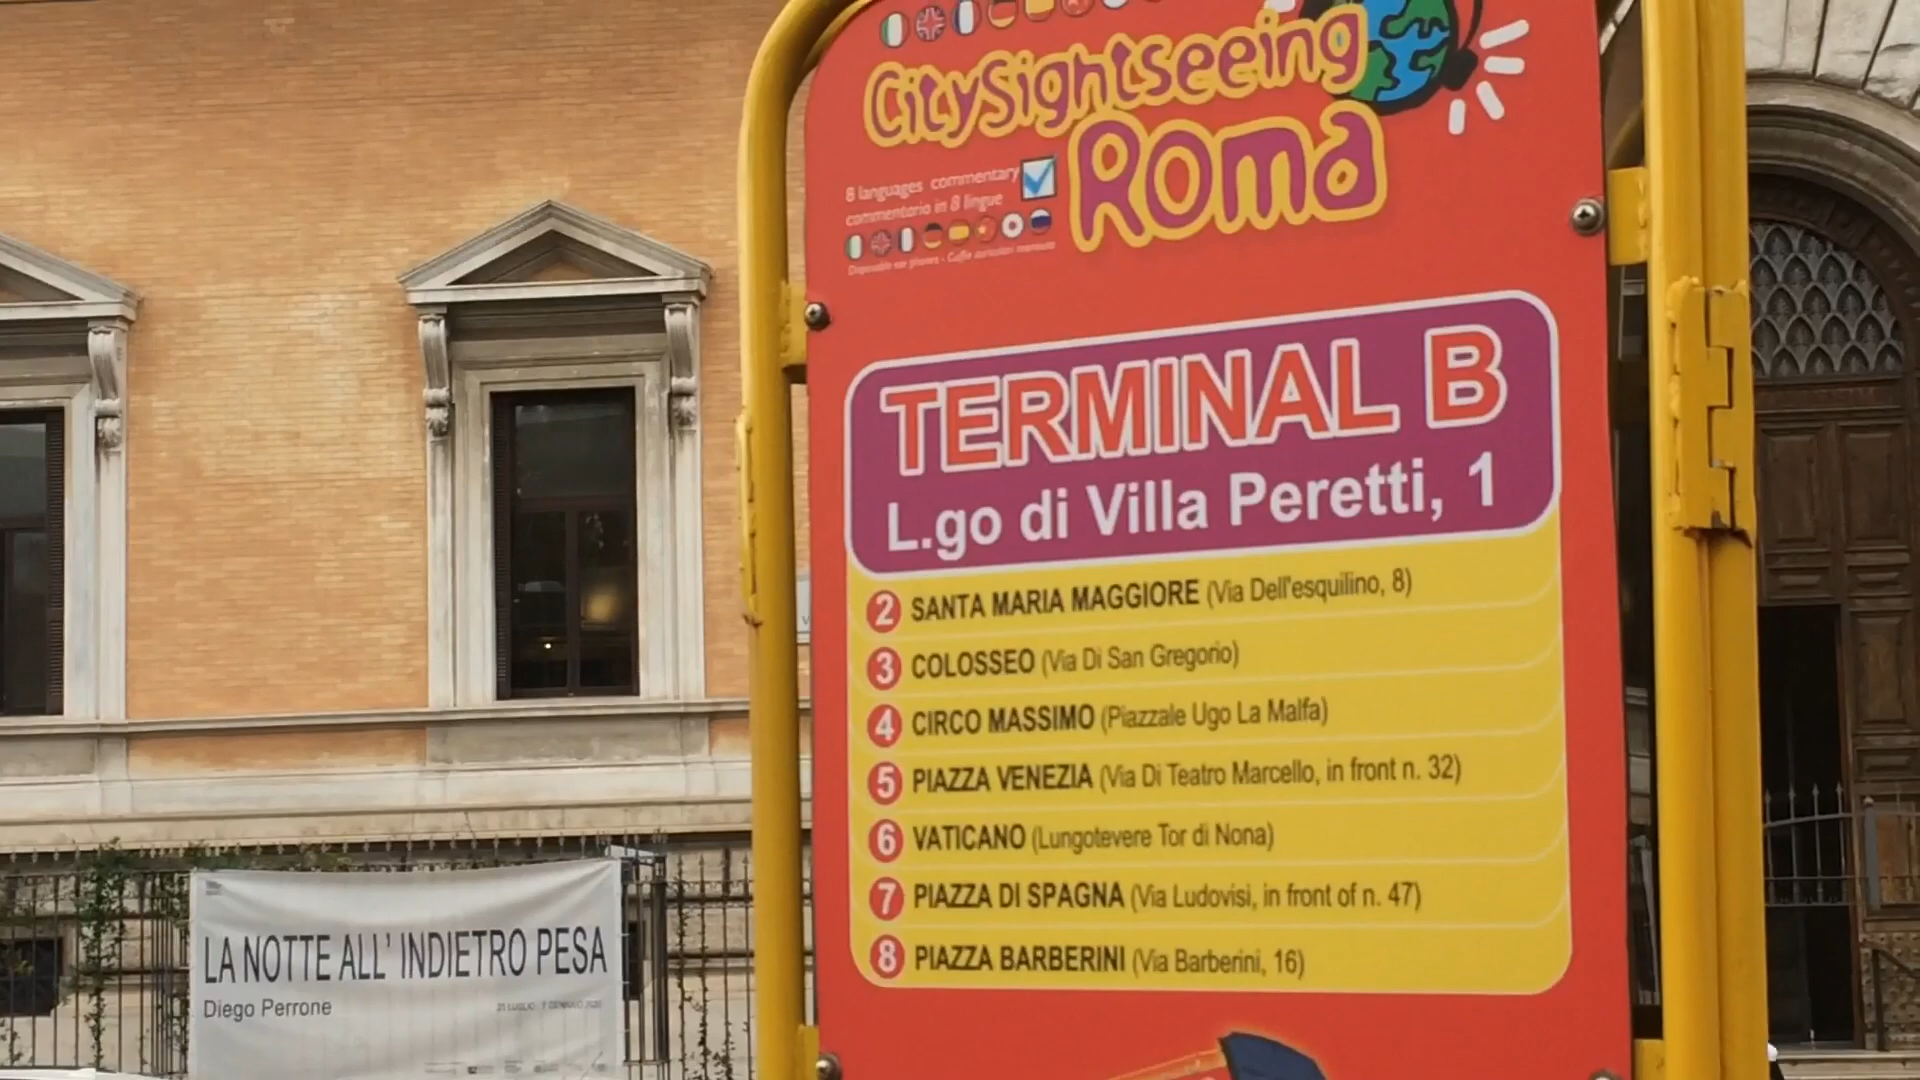 CitySightseeing
ROMA
8 languages commentary
commentario in 8 lingue
TERMINAL B
L.go di Villa Peretti, 1
2 SANTA MARIA MAGGIORE (Via Dell'esquilino, 8)
3 COLOSSEO (Via Di San Gregorio)
4 CIRCO MASSIMO (Piazzale Ugo La Malfa)
5 PIAZZA VENEZIA (Via Di Teatro Marcello, in front n. 32)
6 VATICANO (Lungotevere Tor di Nona)
7 PIAZZA DI SPAGNA (Via Ludovisi, in front of n. 47)
8 PIAZZA BARBERINI (Via Barberini, 16)
LA NOTTE ALL' INDIETRO PESA
Diego Perrone